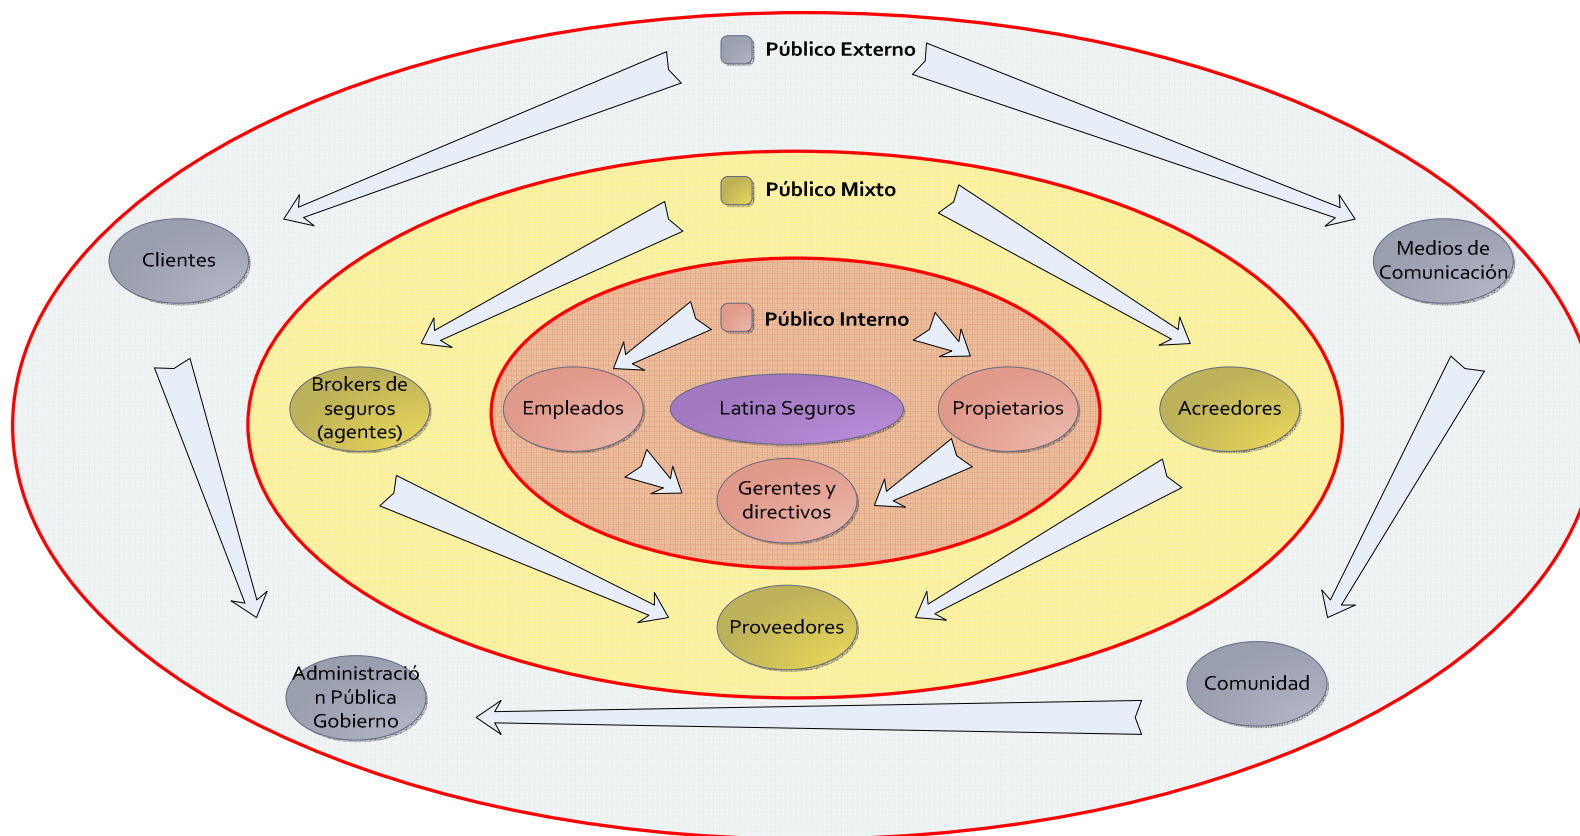 Público Externo
Público Mixto
Clientes
Medios de
Comunicación
Público Interno
Brokers de
seguros
(agentes)
Empleados
Latina Seguros
Propietarios
Acreedores
Gerentes y
directivos
Proveedores
Administració
n Pública
Gobierno
Comunidad